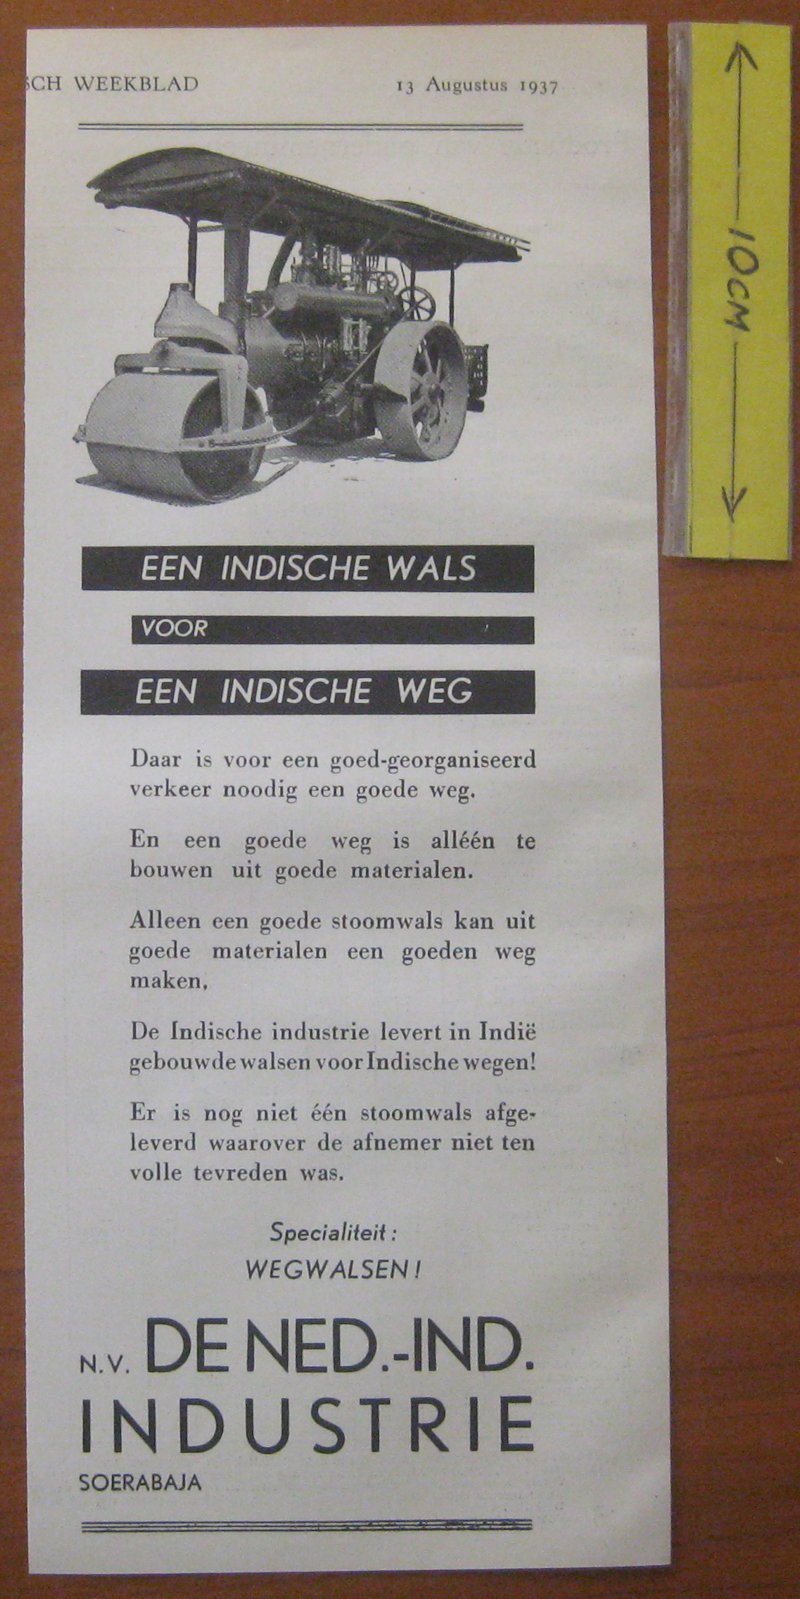 SCH WEEKBLAD
13 Augustus 1937
10CM
EEN INDISCHE WALS
VOOR
EEN INDISCHE WEG
Daar is voor een goed-georganiseerd
verkeer noodig een goede weg.
En een goede weg is alléén te
bouwen uit goede materialen.
Alleen een goede stoomwals kan uit
goede materialen een goeden weg
maken,
De Indische industrie levert in Indië
gebouwde walsen voor Indische wegen!
Er is nog niet één stoomwals afge-
leverd waarover de afnemer niet ten
volle tevreden was.
Specialiteit:
WEGWALSEN!
N.V. DE NED.-IND.
INDUSTRIE
SOERABAJA